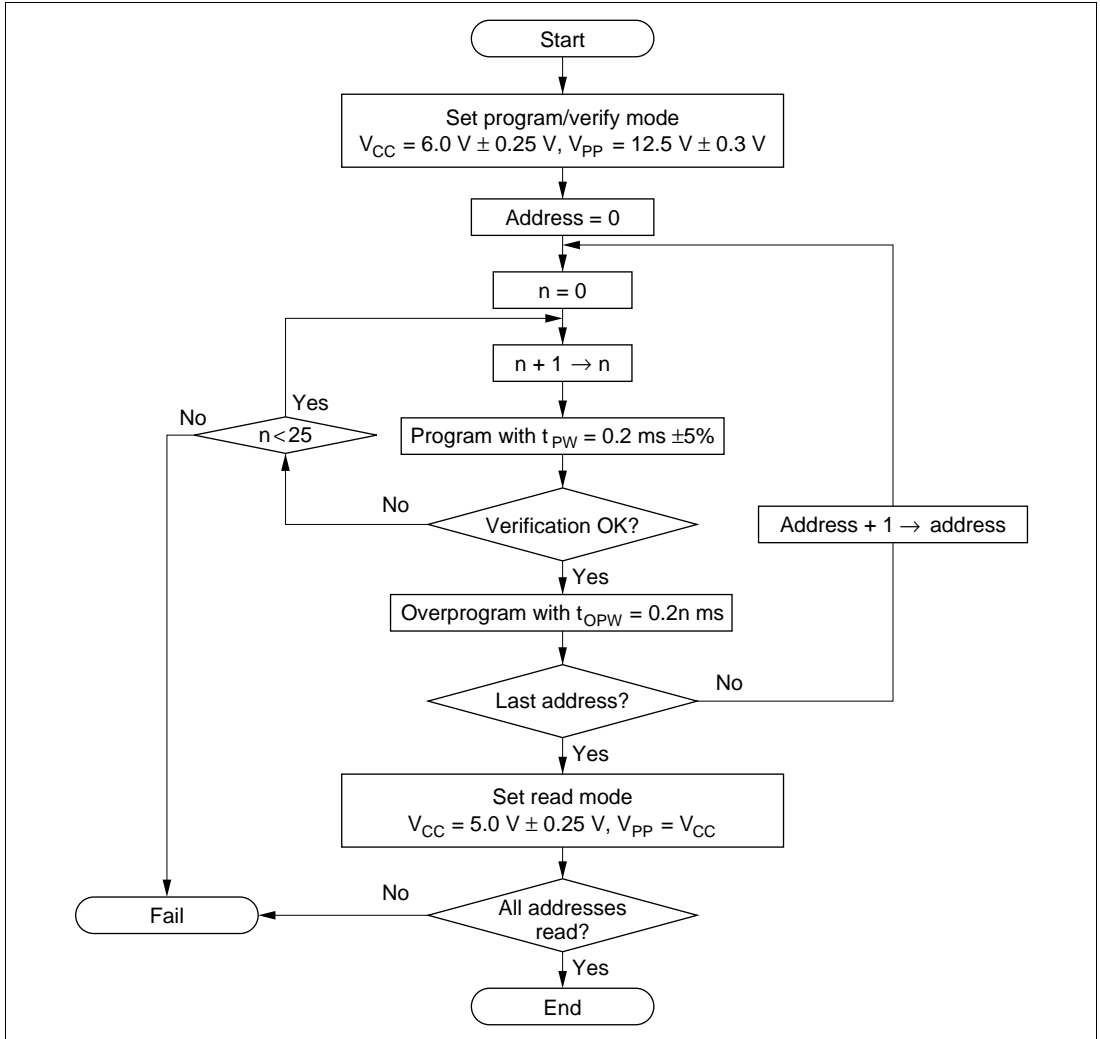 Start
Set program/verify mode
VCC = 6.0 V ± 0.25 V, VPP = 12.5 V ± 0.3 V
Address = 0
n = 0
n + 1 → n
No
Yes
n < 25
Program with tPW = 0.2 ms ±5%
No
Verification OK?
Address + 1 → address
Yes
Overprogram with tOPW = 0.2n ms
Last address?
No
Yes
Set read mode
VCC = 5.0 V ± 0.25 V, VPP = VCC
No
All addresses
read?
Fail
Yes
End